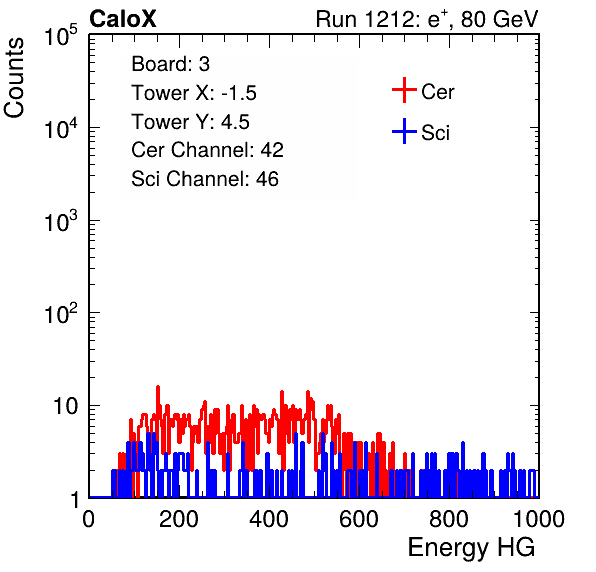 CaloX Run 1212: e⁺, 80 GeV
Counts
10⁵
10⁴
10³
10²
10
1
Board: 3
Tower X: -1.5
Tower Y: 4.5
Cer Channel: 42
Sci Channel: 46
Cer
Sci
0 200 400 600 800 1000
Energy HG